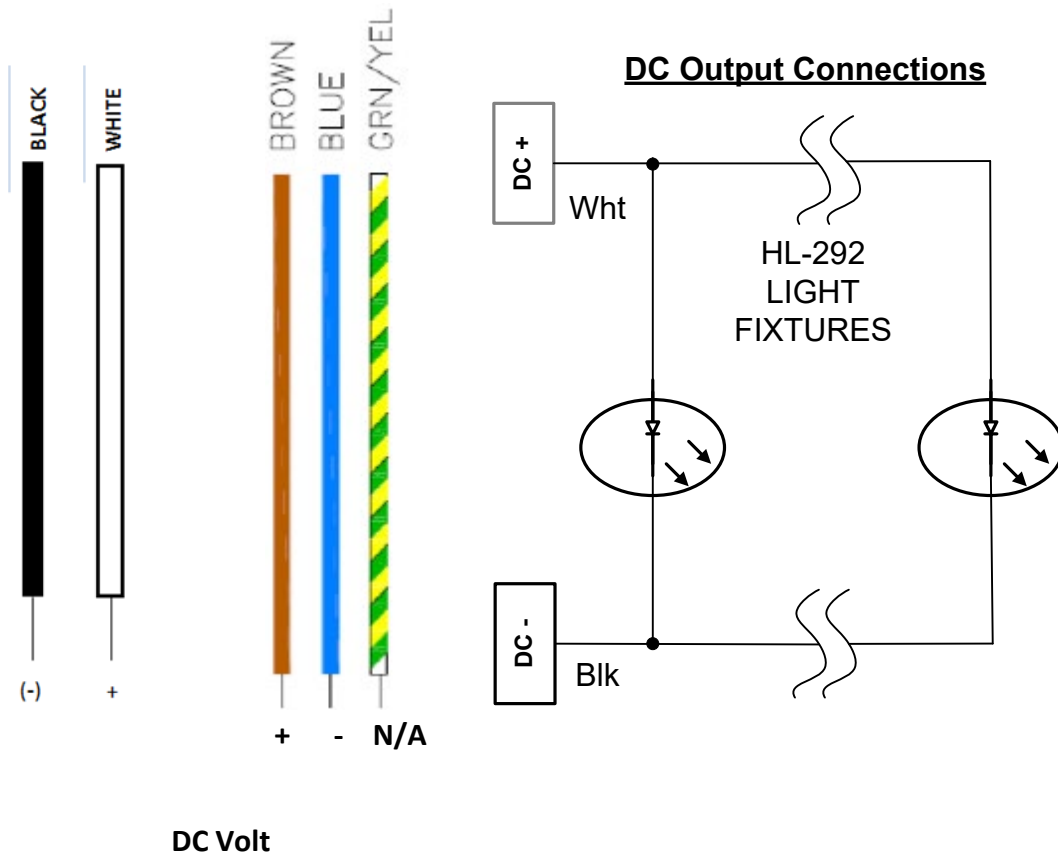 BLACK
WHITE
(-)
+
BROWN
BLUE
GRN/YEL
+
-
N/A
DC Volt
DC Output Connections
DC +
Wht
HL-292
LIGHT
FIXTURES
DC -
Blk